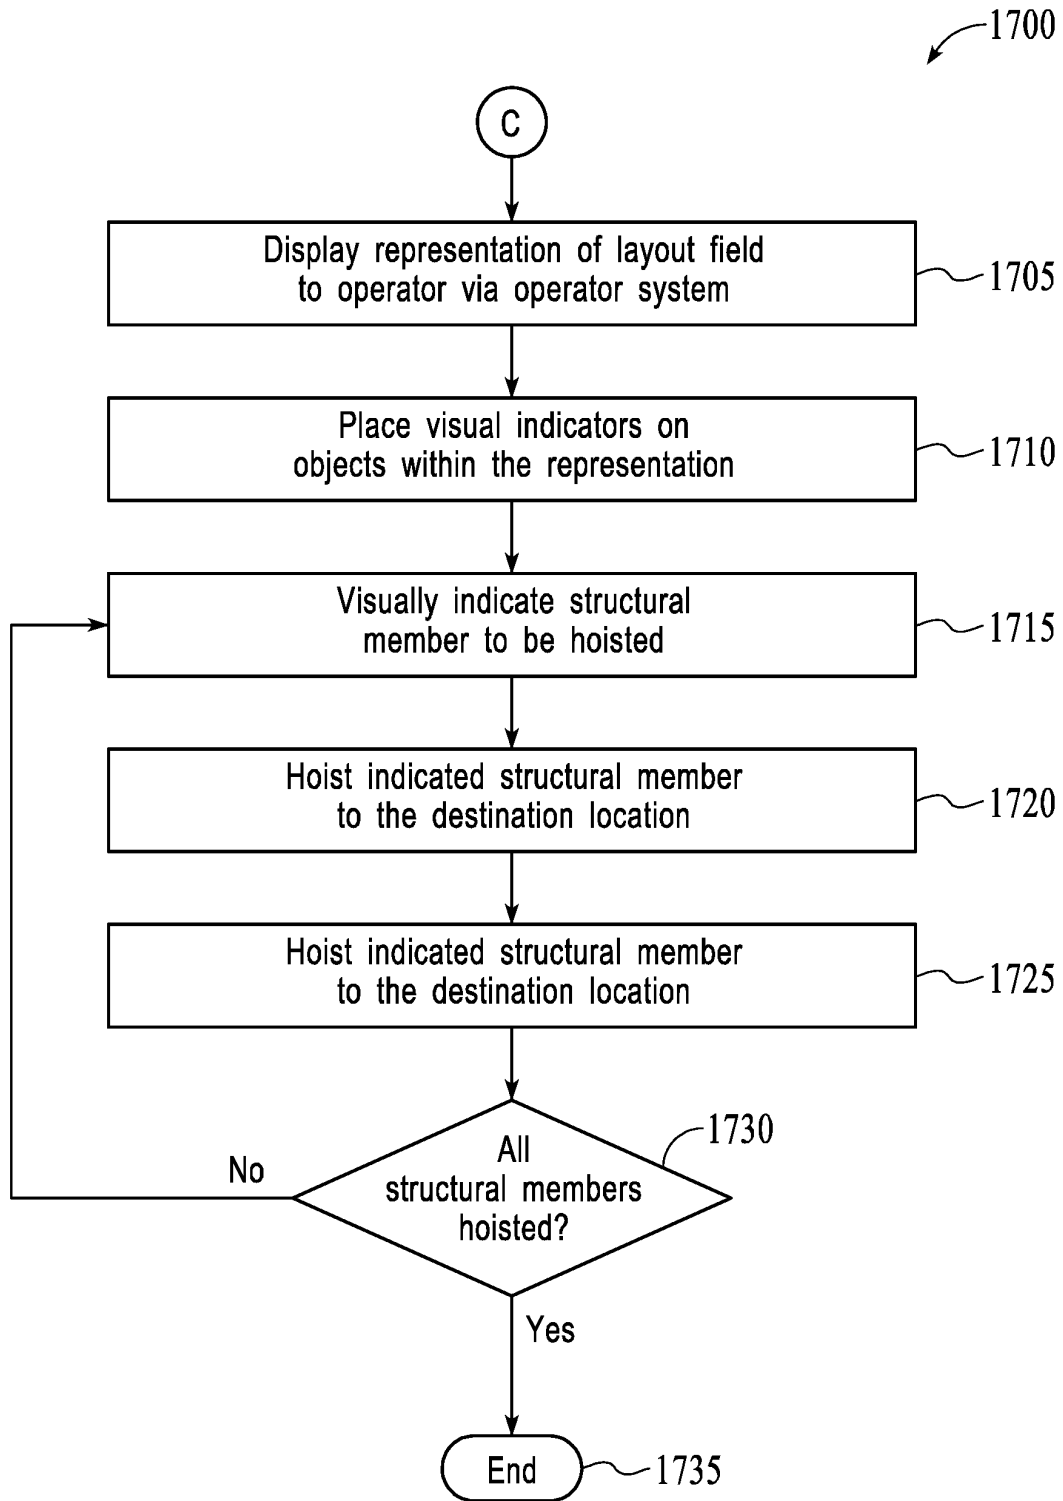 1700
C
Display representation of layout field
to operator via operator system
1705
Place visual indicators on
objects within the representation
1710
Visually indicate structural
member to be hoisted
1715
Hoist indicated structural member
to the destination location
1720
Hoist indicated structural member
to the destination location
1725
All
structural members
hoisted?
1730
No
Yes
End
1735